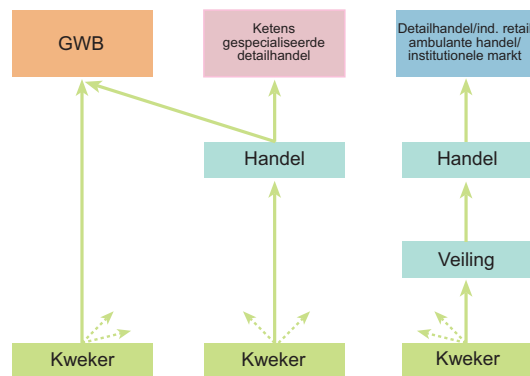 GWB
Ketens
gespecialiseerde
detailhandel
Detailhandel/ind. retail
ambulante handel/
institutionele markt
Handel
Handel
Veiling
Kweker
Kweker
Kweker